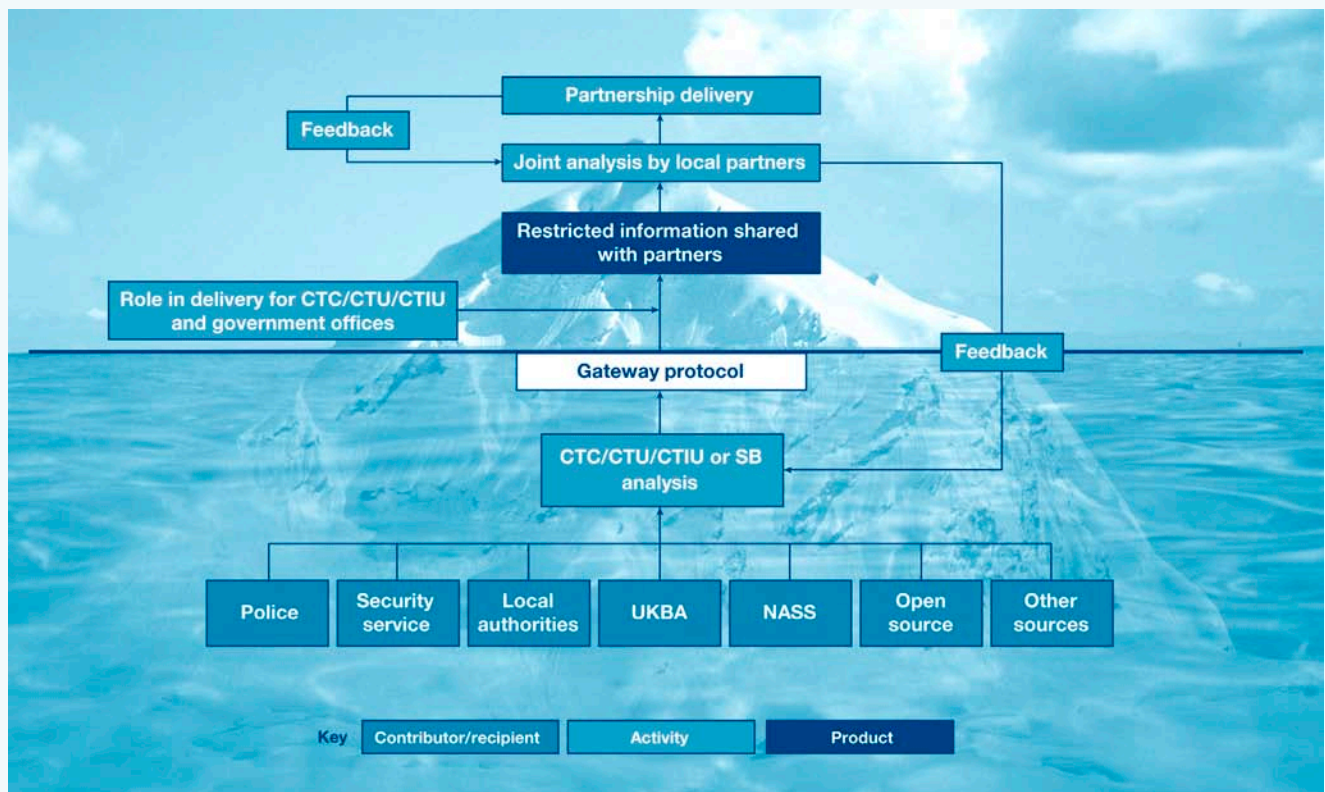 Partnership delivery
Feedback
Joint analysis by local partners
Restricted information shared
with partners
Role in delivery for CTC/CTU/CTIU
and government offices
Feedback
Gateway protocol
CTC/CTU/CTIU or SB
analysis
Police
Security
service
Local
authorities
UKBA
NASS
Open
source
Other
sources
Key
Contributor/recipient
Activity
Product